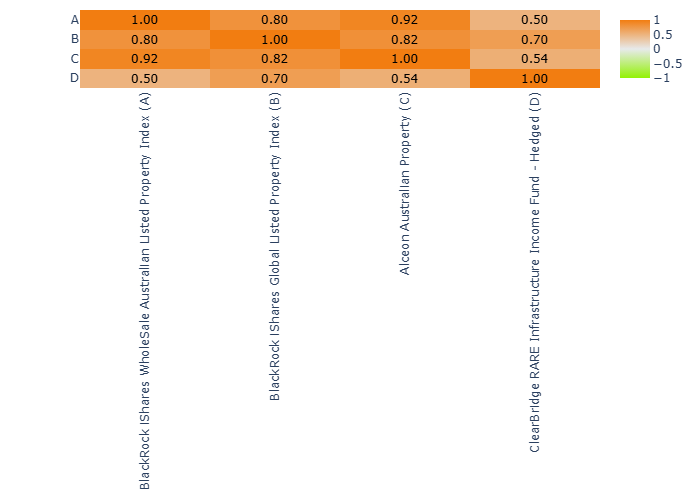 A 1.00 0.80 0.92 0.50
B 0.80 1.00 0.82 0.70
C 0.92 0.82 1.00 0.54
D 0.50 0.70 0.54 1.00
BlackRock IShares WholeSale Australian Listed Property Index (A)
BlackRock IShares Global Listed Property Index (B)
Alceon Australian Property (C)
ClearBridge RARE Infrastructure Income Fund - Hedged (D)
1
0.5
0
−0.5
−1